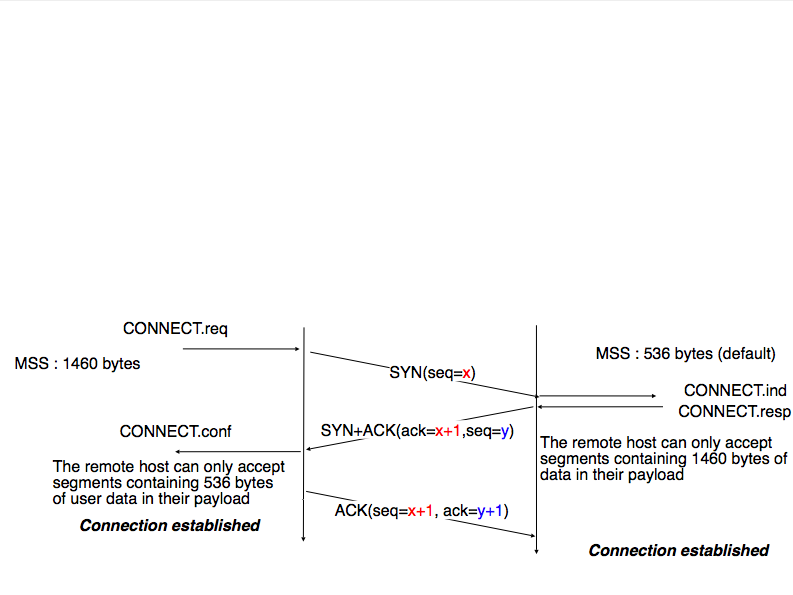 CONNECT.req
MSS : 1460 bytes
MSS : 536 bytes (default)
SYN(seq=x)
CONNECT.ind
CONNECT.resp
CONNECT.conf
SYN+ACK(ack=x+1,seq=y)
The remote host can only accept
segments containing 1460 bytes of
data in their payload
The remote host can only accept
segments containing 536 bytes
of user data in their payload
ACK(seq=x+1, ack=y+1)
Connection established
Connection established